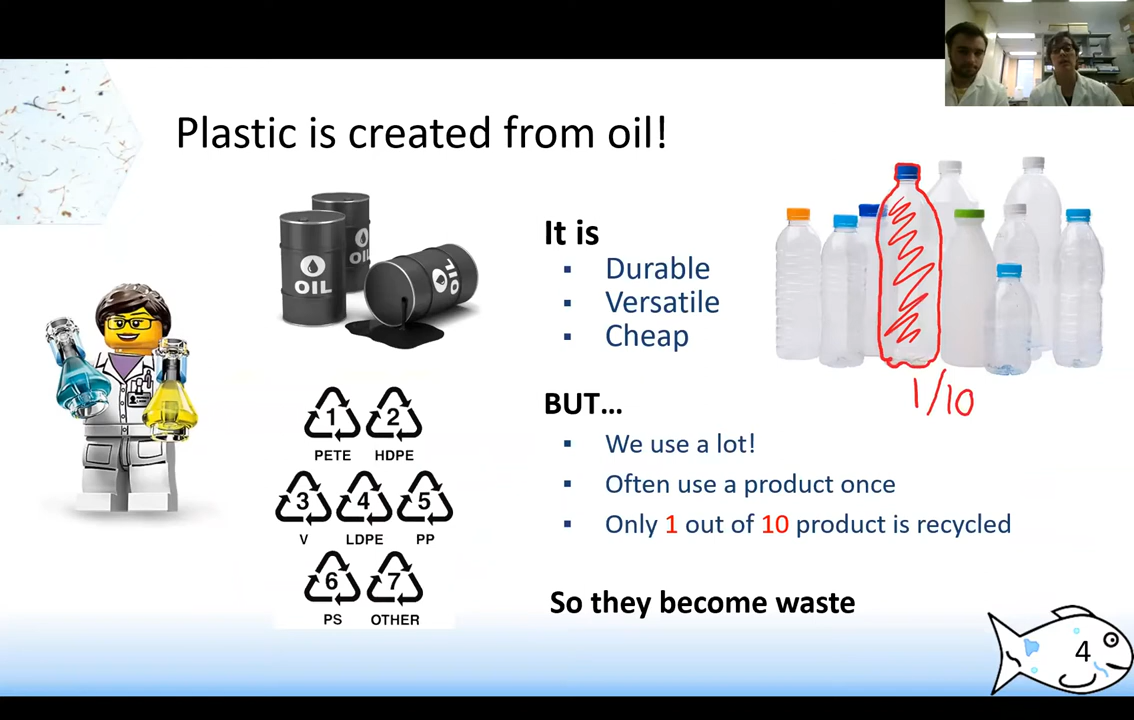 Plastic is created from oil!
OIL
OIL
OIL
It is
▪ Durable
▪ Versatile
▪ Cheap
1/10
BUT...
▪ We use a lot!
▪ Often use a product once
▪ Only 1 out of 10 product is recycled
So they become waste
1
PETE
2
HDPE
3
V
4
LDPE
5
PP
6
PS
7
OTHER
4